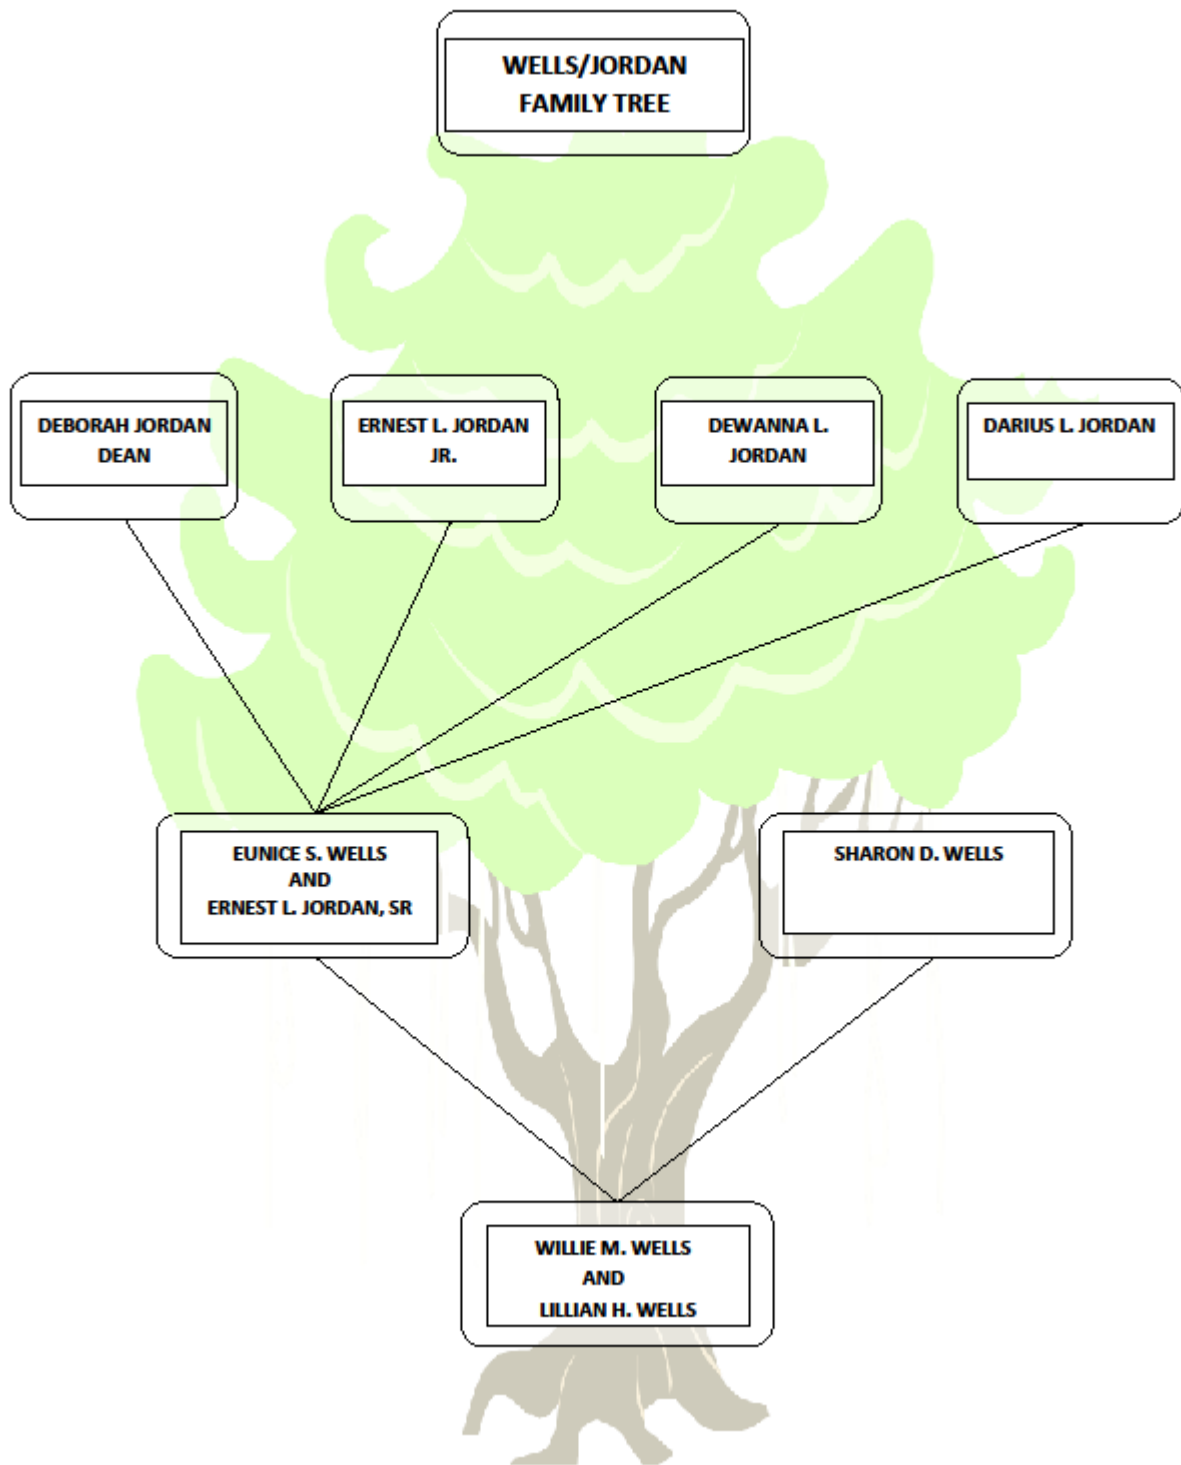 WELLS/JORDAN
FAMILY TREE
DEBORAH JORDAN
DEAN
ERNEST L. JORDAN
JR.
DEWANNA L.
JORDAN
DARIUS L. JORDAN
EUNICE S. WELLS
AND
ERNEST L. JORDAN, SR
SHARON D. WELLS
WILLIE M. WELLS
AND
LILLIAN H. WELLS